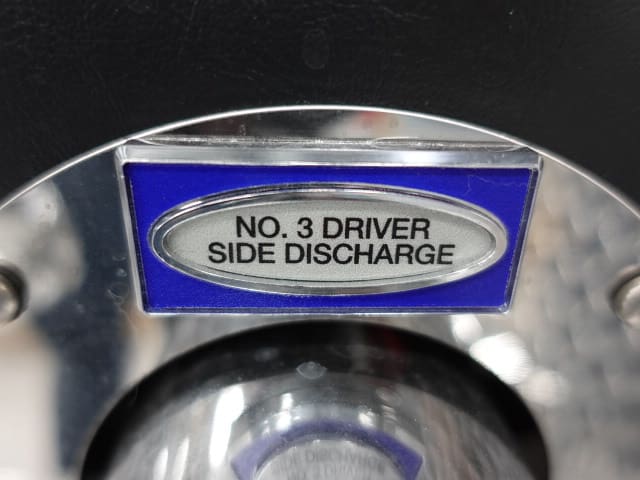 NO. 3 DRIVER
SIDE DISCHARGE